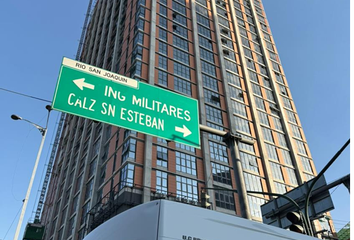 RIO SAN JOAQUIN
ING MILITARES
CALZ SN ESTEBAN